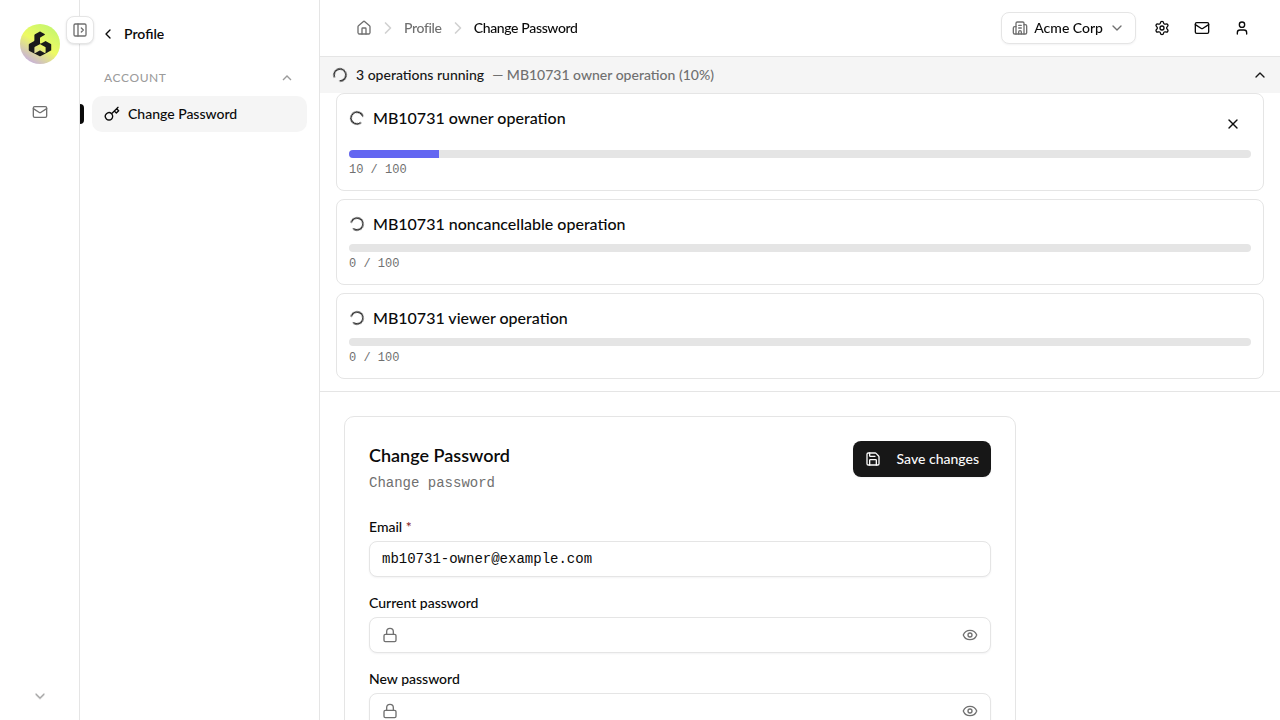 Profile
ACCOUNT
Change Password
Profile
Change Password
Acme Corp
3 operations running — MB10731 owner operation (10%)
MB10731 owner operation
10 / 100
MB10731 noncancellable operation
0 / 100
MB10731 viewer operation
0 / 100
Change Password
Save changes
Change password
Email *
mb10731-owner@example.com
Current password
New password